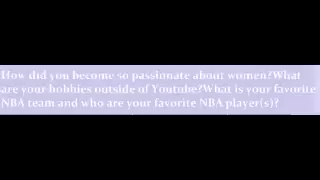 How did you become so passionate about women?What
are your hobbies outside of Youtube?What is your favorite
NBA team and who are your favorite NBA player(s)?